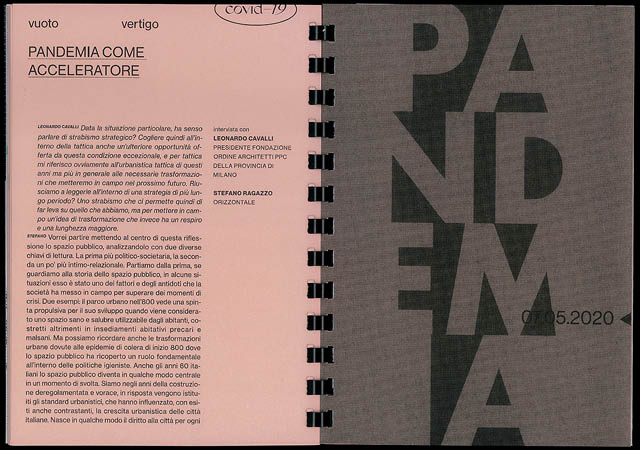 covid-19
vuoto vertigo
PANDEMIA COME
ACCELERATORE
LEONARDO CAVALLI Data la situazione particolare, ha senso
parlare di strabismo strategico? Cogliere quindi all'in-
terno della tattica anche un'ulteriore opportunità of-
ferta da questa condizione eccezionale, e per tattica
mi riferisco ovviamente all'urbanistica tattica di questi
anni ma più in generale alle necessarie trasformazio-
ni che metteremo in campo nel prossimo futuro. Riu-
sciamo a leggerle all'interno di una strategia di più lun-
go periodo? Uno strabismo che ci permette quindi di
far leva su quello che abbiamo, ma per mettere in cam-
po un'idea di trasformazione che invece ha un respiro
e una lunghezza maggiore.
STEFANO Vorrei partire mettendo al centro di questa rifles-
sione lo spazio pubblico, analizzandolo con due diverse
chiavi di lettura. La prima più politico-societaria, la secon-
da un po' più intimo-relazionale. Partiamo dalla prima, se
guardiamo alla storia dello spazio pubblico, in alcune si-
tuazioni esso è stato uno dei fattori e degli antidoti che la
società ha messo in campo per superare dei momenti di
crisi. Due esempi: il parco urbano nell'800 vede una spin-
ta propulsiva per il suo sviluppo quando viene considera-
to uno spazio sano e salubre utilizzabile dagli abitanti, co-
stretti altrimenti in insediamenti abitativi precari e
malsani. Ma possiamo ricordare anche le trasformazioni
urbane dovute alle epidemie di colera di inizio 800 dove
lo spazio pubblico ha ricoperto un ruolo fondamentale
all'interno delle politiche igieniste. Anche gli anni 60 ita-
liani lo spazio pubblico diventa in qualche modo centrale
in un momento di svolta. Siamo negli anni della costruzio-
ne deregolamentata e vorace, in risposta vengono istitu-
iti gli standard urbanistici, che hanno influenzato, con esi-
ti anche contrastanti, la crescita urbanistica delle città
italiane. Nasce in qualche modo il diritto alla città per ogni
intervista con
LEONARDO CAVALLI
PRESIDENTE FONDAZIONE
ORDINE ARCHITETTI PPC
DELLA PROVINCIA DI
MILANO
STEFANO RAGAZZO
ORIZZONTALE
PA
ND
EM
IA
07.05.2020